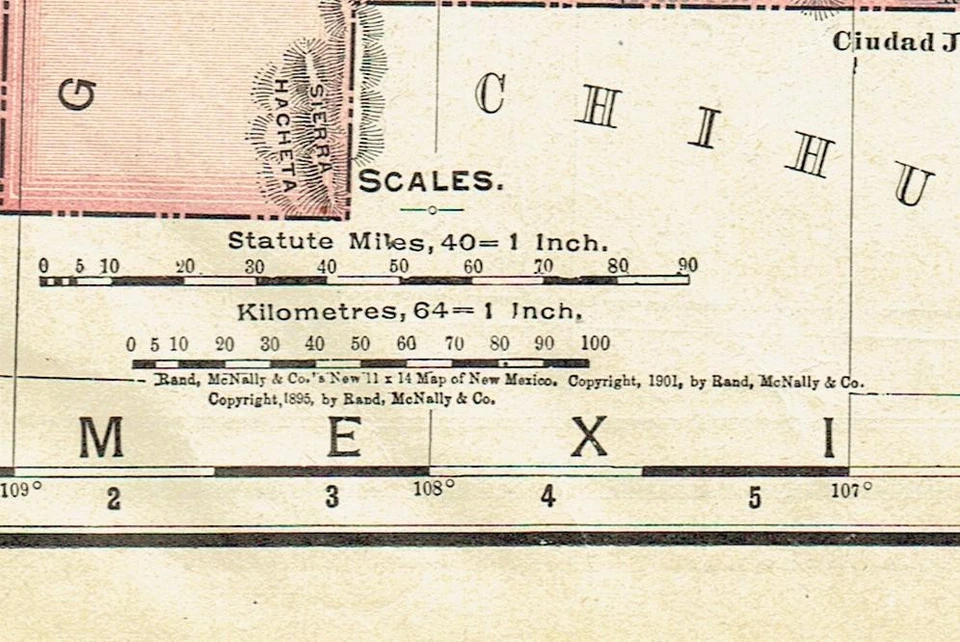 Ciudad J
G
SIERRA
HACHETA
C H I H U
SCALES.
Statute Miles, 40=1 Inch.
0 5 10 20 30 40 50 60 70 80 90
Kilometres, 64=1 Inch.
0 5 10 20 30 40 50 60 70 80 90 100
Rand, McNally & Co.'s New 11 x 14 Map of New Mexico. Copyright, 1901, by Rand, McNally & Co.
Copyright, 1895, by Rand, McNally & Co.
M E X I
109° 2 3 108° 4 5 107°